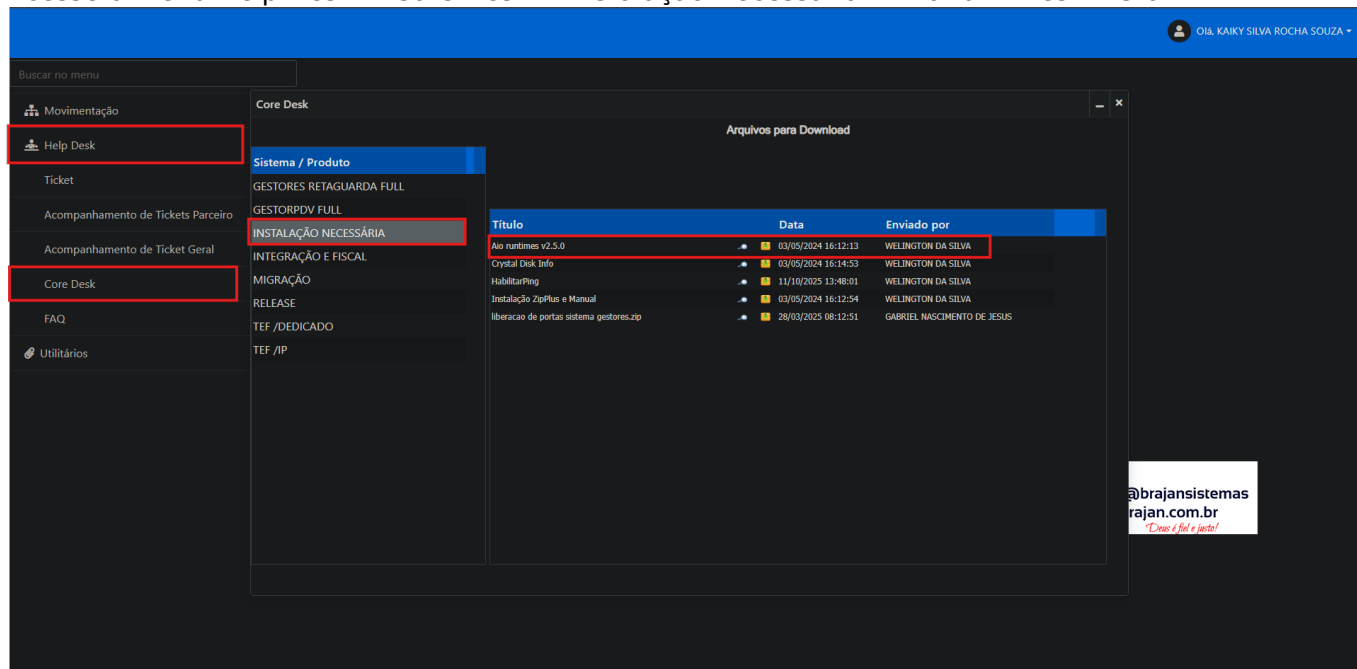 Olá, KAIKY SILVA ROCHA SOUZA
Buscar no menu
Movimentação
Help Desk
Ticket
Acompanhamento de Tickets Parceiro
Acompanhamento de Ticket Geral
Core Desk
FAQ
Utilitários
Core Desk
Arquivos para Download
Sistema / Produto
GESTORES RETAGUARDA FULL
GESTORPDV FULL
INSTALAÇÃO NECESSÁRIA
INTEGRAÇÃO E FISCAL
MIGRAÇÃO
RELEASE
TEF /DEDICADO
TEF /IP
Título Data Enviado por
Aio runtimes v2.5.0 03/05/2024 16:12:13 WELINGTON DA SILVA
Crystal Disk Info 03/05/2024 16:14:53 WELINGTON DA SILVA
HabilitarPing 11/10/2025 13:48:01 WELINGTON DA SILVA
Instalação ZipPlus e Manual 03/05/2024 16:12:54 WELINGTON DA SILVA
liberacao de portas sistema gestores.zip 28/03/2025 08:12:51 GABRIEL NASCIMENTO DE JESUS
@brajansistemas
rajan.com.br
Deus é fiel e justo!